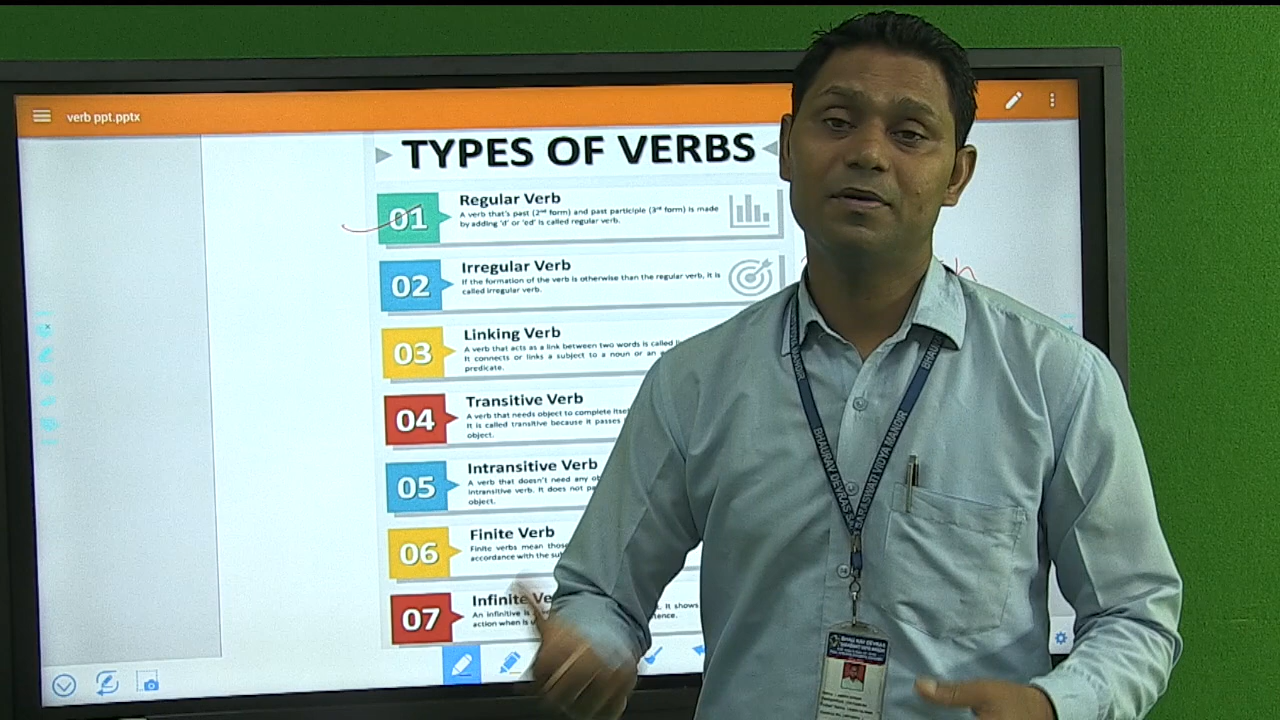 verb ppt.pptx
TYPES OF VERBS
01
Regular Verb
A verb that's past (2nd form) and past participle (3rd form) is made
by adding 'd' or 'ed' is called regular verb.
02
Irregular Verb
If the formation of the verb is otherwise than the regular verb, it is
called irregular verb.
03
Linking Verb
A verb that acts as a link between two words is called
It connects or links a subject to a noun or an
predicate.
04
Transitive Verb
A verb that needs object to complete
It is called transitive because it passes
object.
05
Intransitive Verb
A verb that doesn't need any
intransitive verb. It does not
object.
06
Finite Verb
Finite verbs mean
accordance with the
07
Infinite
An infinitive is
It shows
action when is
BHAURAV DEVRAS
SARASWATI VIDYA MANDIR